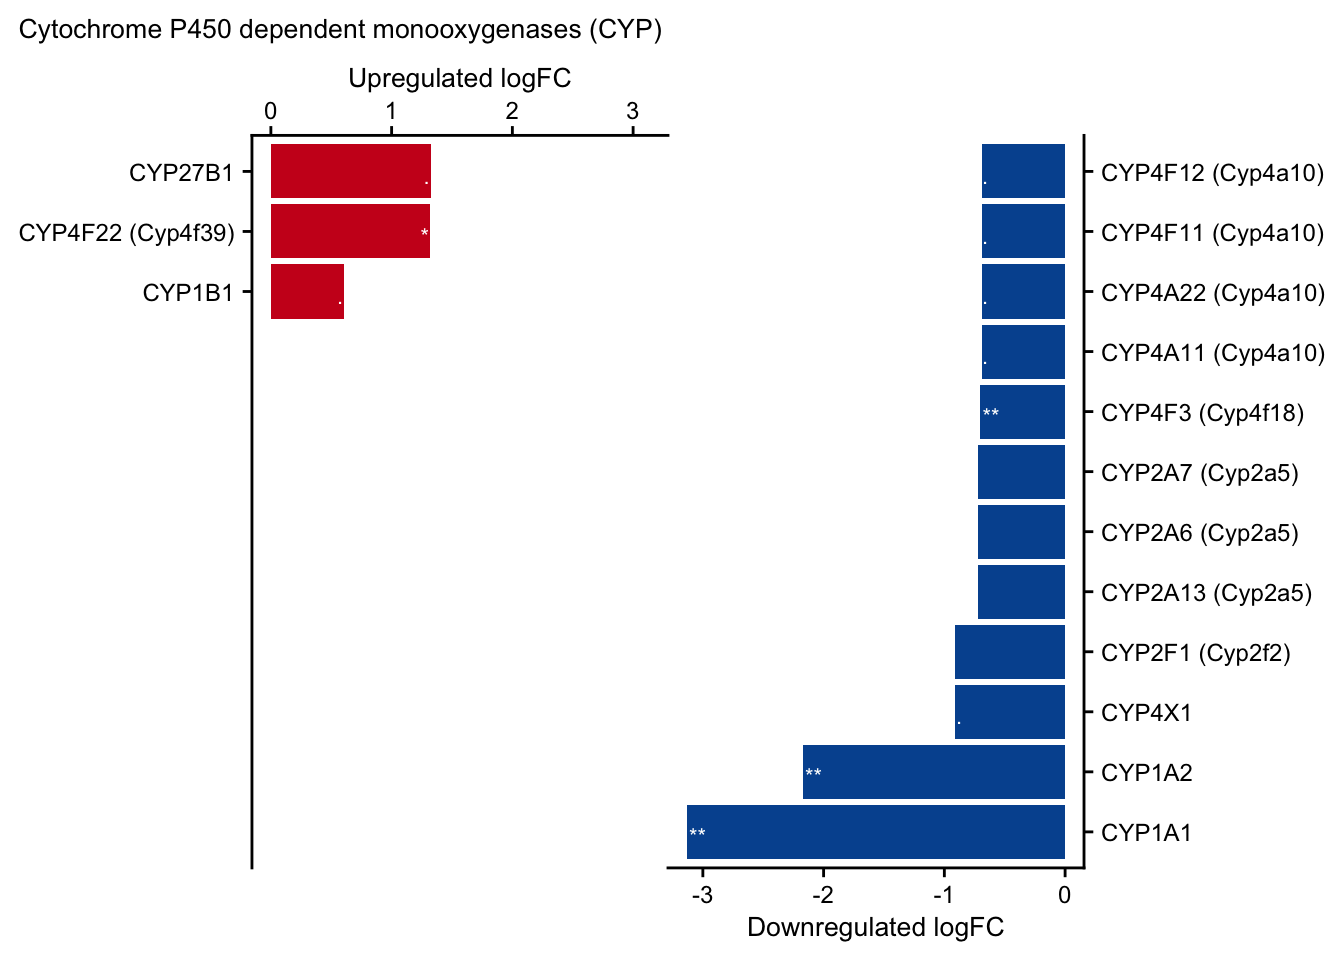 Cytochrome P450 dependent monooxygenases (CYP)
Upregulated logFC
0 1 2 3
CYP27B1 .
CYP4F22 (Cyp4f39) *
CYP1B1 .
. CYP4F12 (Cyp4a10)
. CYP4F11 (Cyp4a10)
. CYP4A22 (Cyp4a10)
. CYP4A11 (Cyp4a10)
** CYP4F3 (Cyp4f18)
CYP2A7 (Cyp2a5)
CYP2A6 (Cyp2a5)
CYP2A13 (Cyp2a5)
CYP2F1 (Cyp2f2)
. CYP4X1
** CYP1A2
** CYP1A1
-3 -2 -1 0
Downregulated logFC